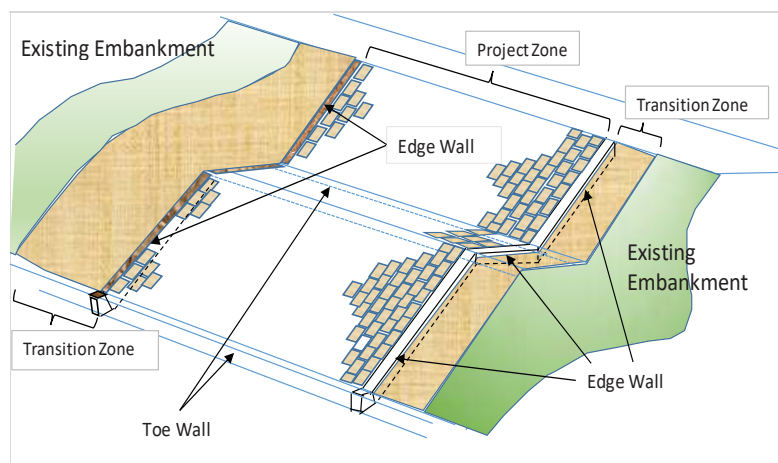 Existing Embankment
Project Zone
Transition Zone
Edge Wall
Existing
Embankment
Transition Zone
Edge Wall
Toe Wall